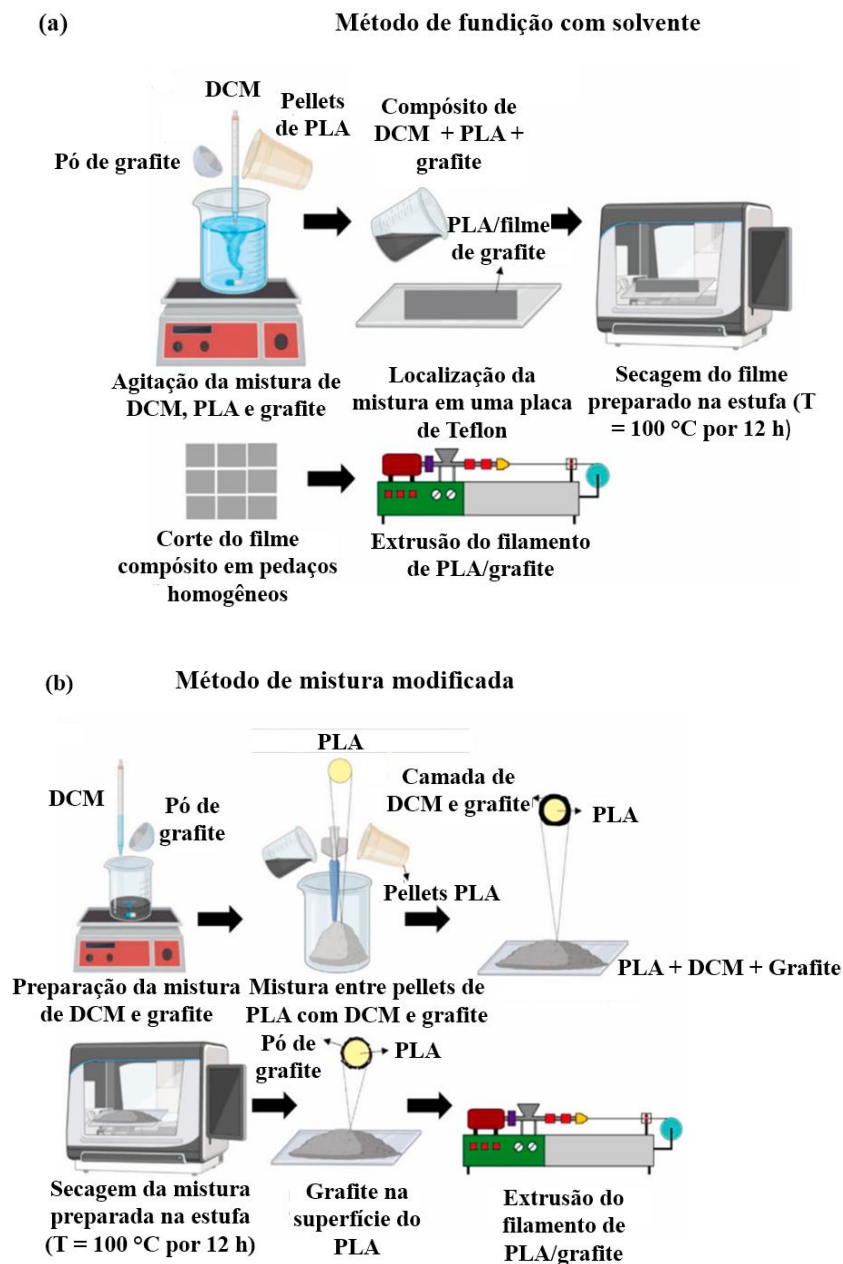 (a)
Método de fundição com solvente
DCM
Pellets
de PLA
Pó de grafite
Compósito de
DCM + PLA +
grafite
PLA/filme
de grafite
Agitação da mistura de
DCM, PLA e grafite
Localização da
mistura em uma placa
de Teflon
Secagem do filme
preparado na estufa (T
= 100 °C por 12 h)
Corte do filme
compósito em pedaços
homogêneos
Extrusão do filamento
de PLA/grafite
(b)
Método de mistura modificada
DCM
Pó de
grafite
PLA
Pellets PLA
Camada de
DCM e grafite
PLA
PLA + DCM + Grafite
Preparação da mistura
de DCM e grafite
Mistura entre pellets de
PLA com DCM e grafite
Pó de
grafite
PLA
Secagem da mistura
preparada na estufa
(T = 100 °C por 12 h)
Grafite na
superfície do
PLA
Extrusão do
filamento de
PLA/grafite